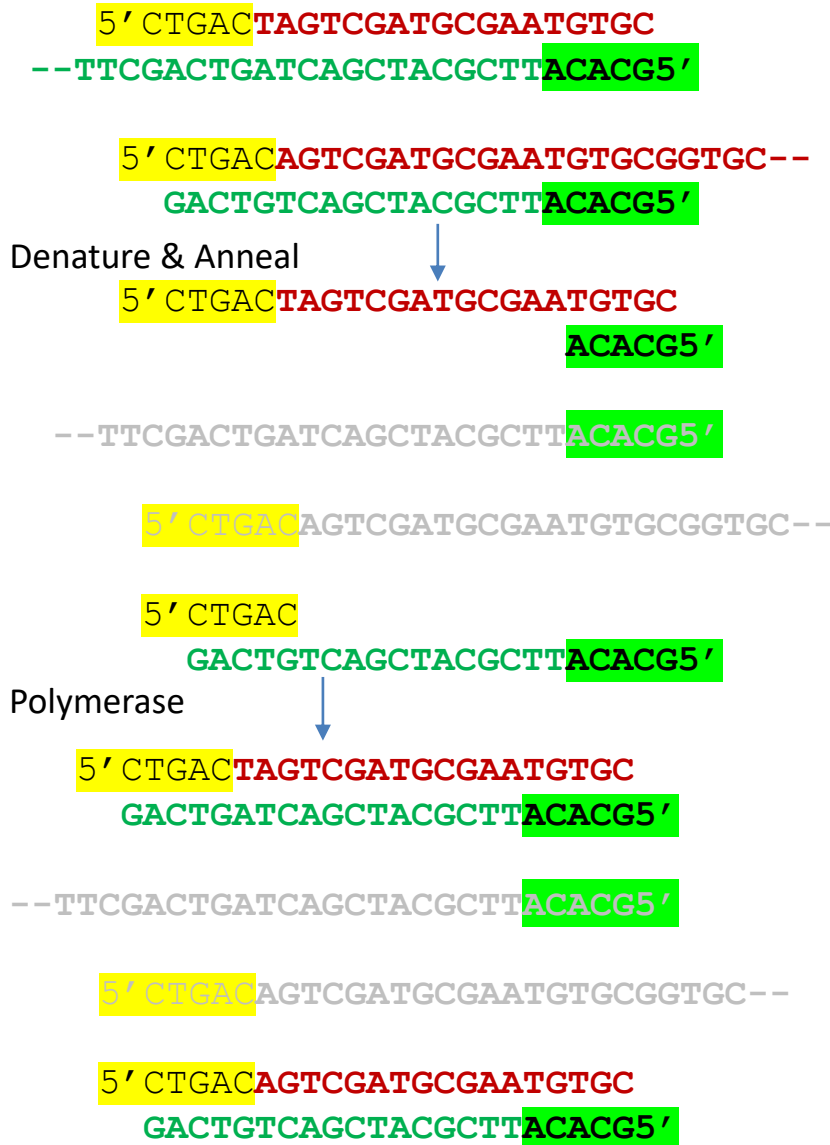 5’CTGACTAGTCGATGCGAATGTGC
--TTCGACTGATCAGCTACGCTTACACG5’
5’CTGACAGTCGATGCGAATGTGCGGTGC--
GACTGTCAGCTACGCTTACACG5’
Denature & Anneal
5’CTGACTAGTCGATGCGAATGTGC
ACACG5’
--TTCGACTGATCAGCTACGCTTACACG5’
5’CTGACAGTCGATGCGAATGTGCGGTGC--
5’CTGAC
GACTGTCAGCTACGCTTACACG5’
Polymerase
5’CTGACTAGTCGATGCGAATGTGC
GACTGATCAGCTACGCTTACACG5’
--TTCGACTGATCAGCTACGCTTACACG5’
5’CTGACAGTCGATGCGAATGTGCGGTGC--
5’CTGACAGTCGATGCGAATGTGC
GACTGTCAGCTACGCTTACACG5’